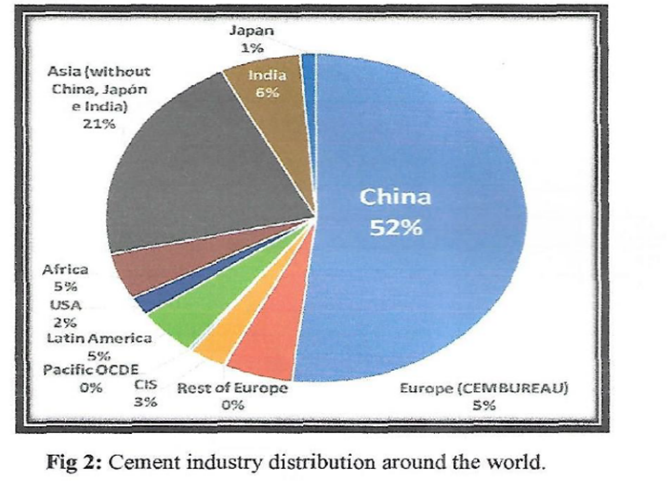 Japan
1%
Asia (without
China, Japón
e India)
21%
India
6%
China
52%
Africa
5%
USA
2%
Latin America
5%
Pacific OCDE
0%
CIS
3%
Rest of Europe
0%
Europe (CEMBUREAU)
5%
Fig 2: Cement industry distribution around the world.